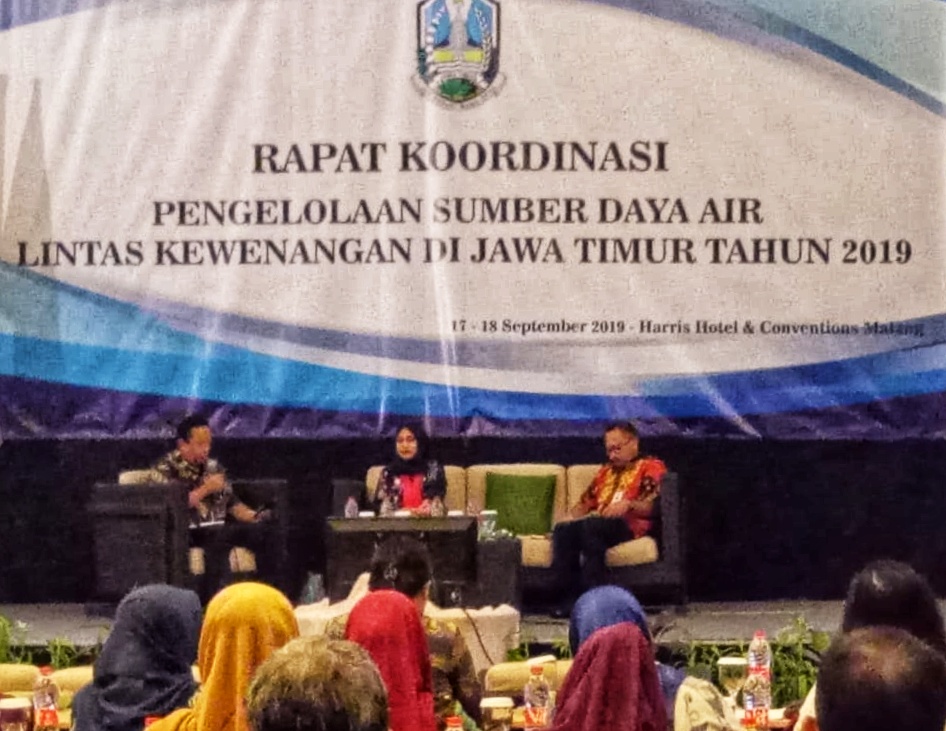 RAPAT KOORDINASI
PENGELOLAAN SUMBER DAYA AIR
LINTAS KEWENANGAN DI JAWA TIMUR TAHUN 2019
17 - 18 September 2019 - Harris Hotel & Conventions Malang